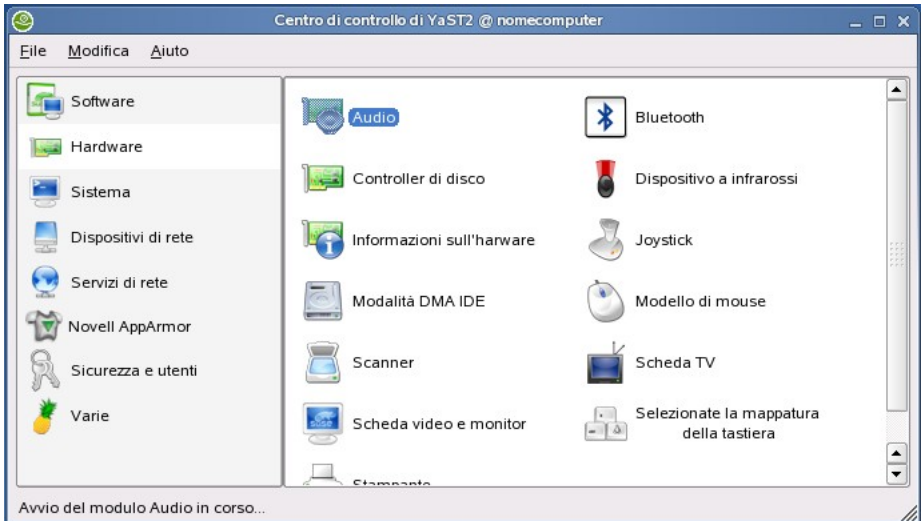 Centro di controllo di YaST2 @ nomecomputer
File Modifica Aiuto
Software
Hardware
Sistema
Dispositivi di rete
Servizi di rete
Novell AppArmor
Sicurezza e utenti
Varie
Audio
Bluetooth
Controller di disco
Dispositivo a infrarossi
Informazioni sull'harware
Joystick
Modalità DMA IDE
Modello di mouse
Scanner
Scheda TV
Scheda video e monitor
Selezionate la mappatura
della tastiera
Stampante
Avvio del modulo Audio in corso...